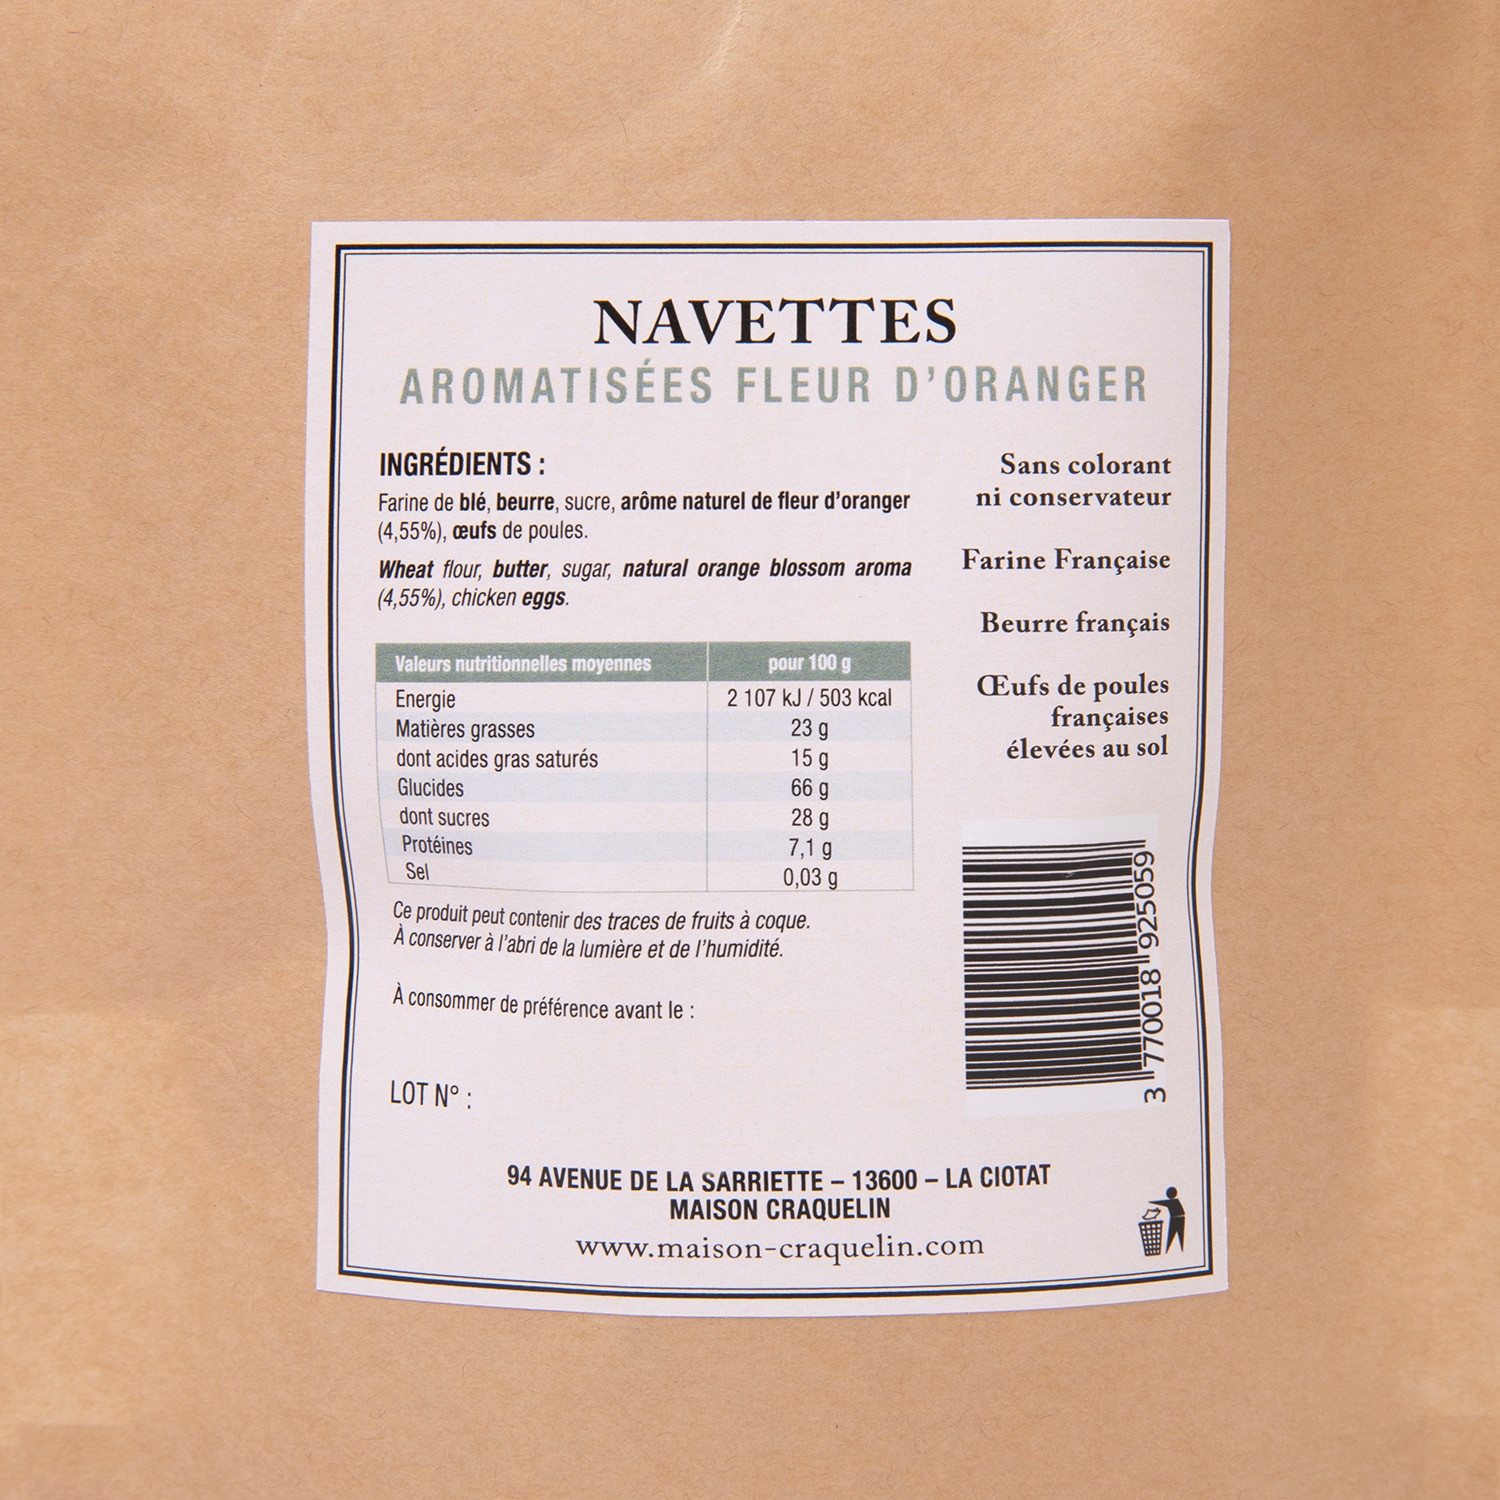 NAVETTES
AROMATISÉES FLEUR D'ORANGER
INGRÉDIENTS :
Farine de blé, beurre, sucre, arôme naturel de fleur d'oranger
(4,55%), œufs de poules.
Wheat flour, butter, sugar, natural orange blossom aroma
(4,55%), chicken eggs.
Valeurs nutritionnelles moyennes pour 100 g
Energie 2 107 kJ / 503 kcal
Matières grasses 23 g
dont acides gras saturés 15 g
Glucides 66 g
dont sucres 28 g
Protéines 7,1 g
Sel 0,03 g
Ce produit peut contenir des traces de fruits à coque.
À conserver à l'abri de la lumière et de l'humidité.
À consommer de préférence avant le :
LOT N° :
Sans colorant
ni conservateur
Farine Française
Beurre français
Œufs de poules
françaises
élevées au sol
3 770018 925059
94 AVENUE DE LA SARRIETTE – 13600 – LA CIOTAT
MAISON CRAQUELIN
www.maison-craquelin.com